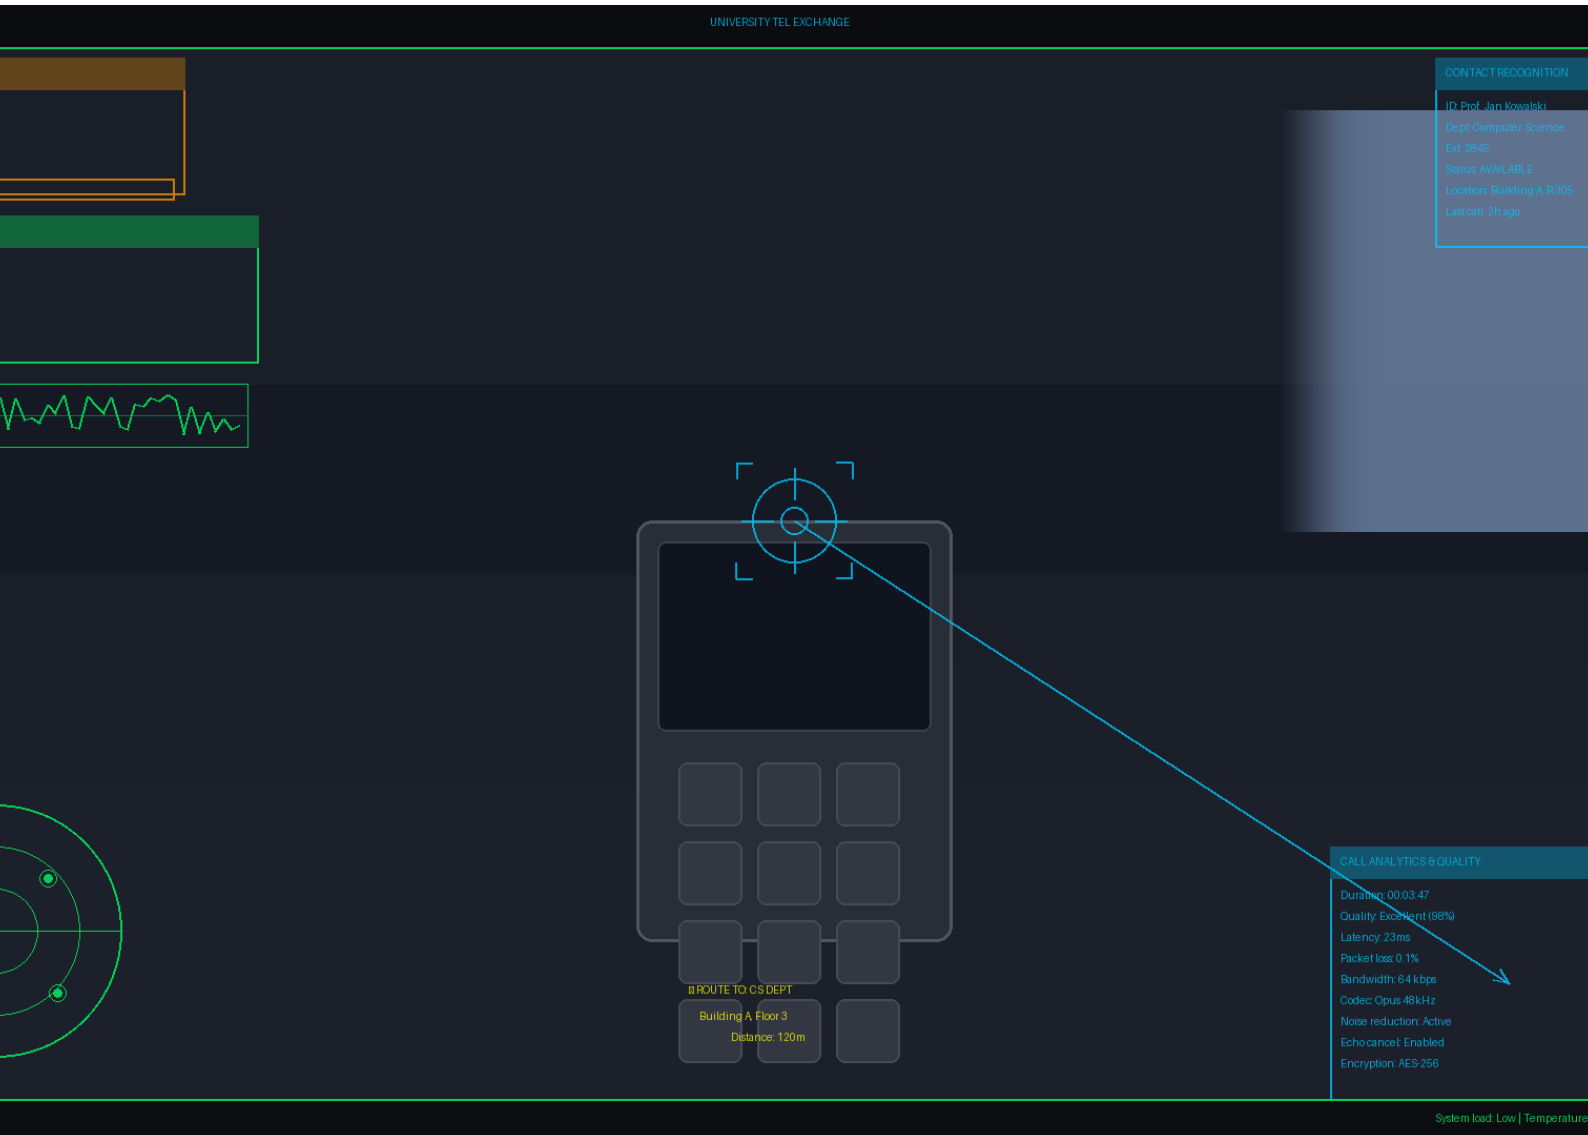 UNIVERSITY TEL EXCHANGE
CONTACT RECOGNITION
ID: Prof. Jan Kowalski
Dept: Computer Science
Ext: 2845
Status: AVAILABLE
Location: Building A, R305
Last call: 2h ago
ROUTE TO: CS DEPT
Building A, Floor 3
Distance: 120m
CALL ANALYTICS & QUALITY
Duration: 00:03:47
Quality: Excellent (98%)
Latency: 23ms
Packet loss: 0.1%
Bandwidth: 64 kbps
Codec: Opus 48kHz
Noise reduction: Active
Echo cancel: Enabled
Encryption: AES-256
System load: Low | Temperature